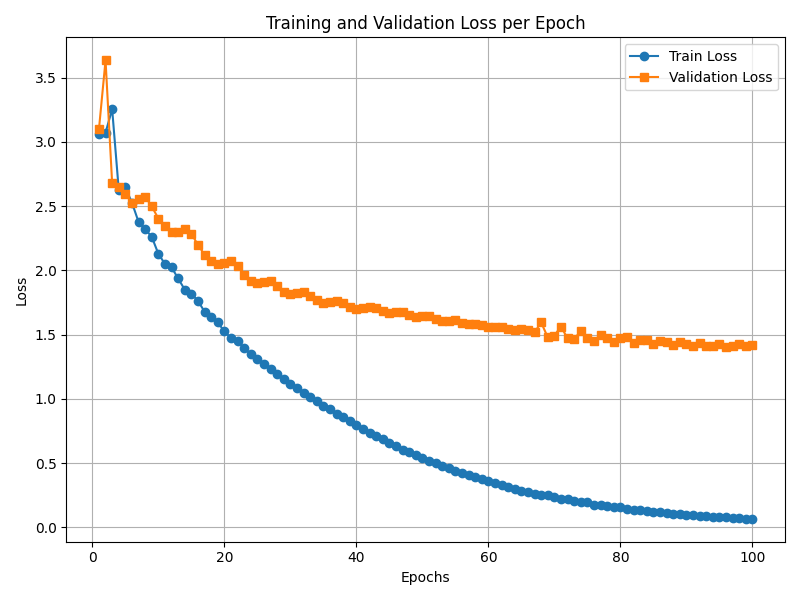 Training and Validation Loss per Epoch
Train Loss
Validation Loss
3.5
3.0
2.5
2.0
1.5
1.0
0.5
0.0
Loss
0 20 40 60 80 100
Epochs